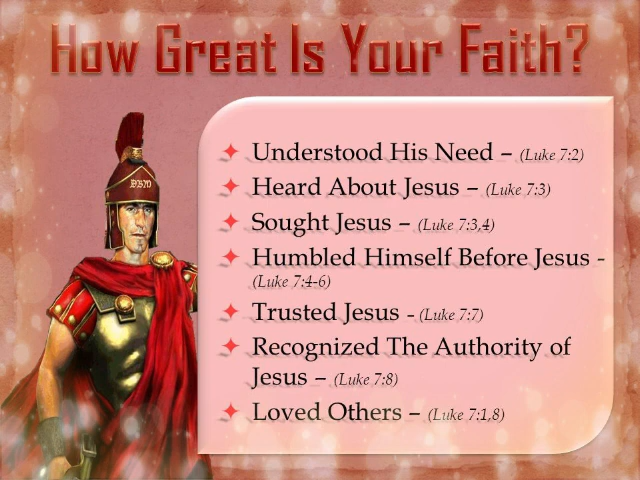 How Great Is Your Faith?
Understood His Need – (Luke 7:2)
Heard About Jesus – (Luke 7:3)
Sought Jesus – (Luke 7:3,4)
Humbled Himself Before Jesus -
(Luke 7:4-6)
Trusted Jesus - (Luke 7:7)
Recognized The Authority of
Jesus – (Luke 7:8)
Loved Others – (Luke 7:1,8)